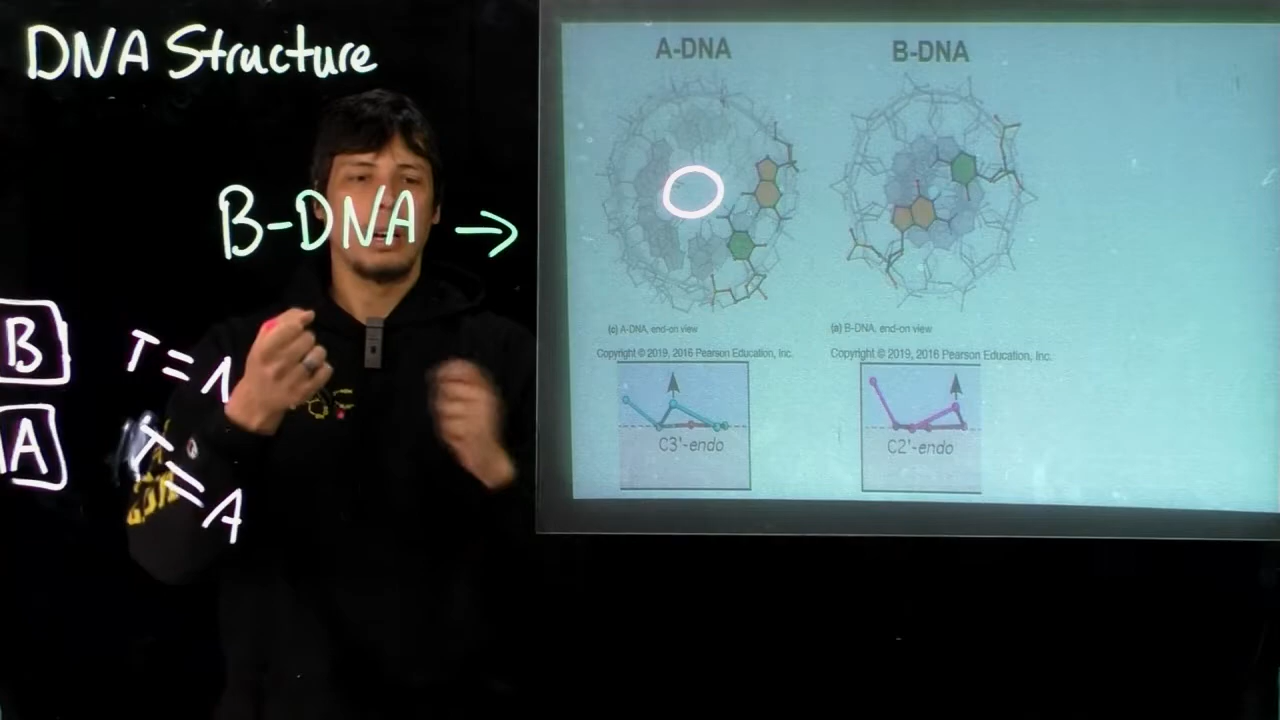 DNA Structure
B-DNA →
B
A
T = A
T = A
A-DNA
B-DNA
(c) A-DNA, end-on view
(a) B-DNA, end-on view
Copyright © 2019, 2016 Pearson Education, Inc.
Copyright © 2019, 2016 Pearson Education, Inc.
C3'-endo
C2'-endo